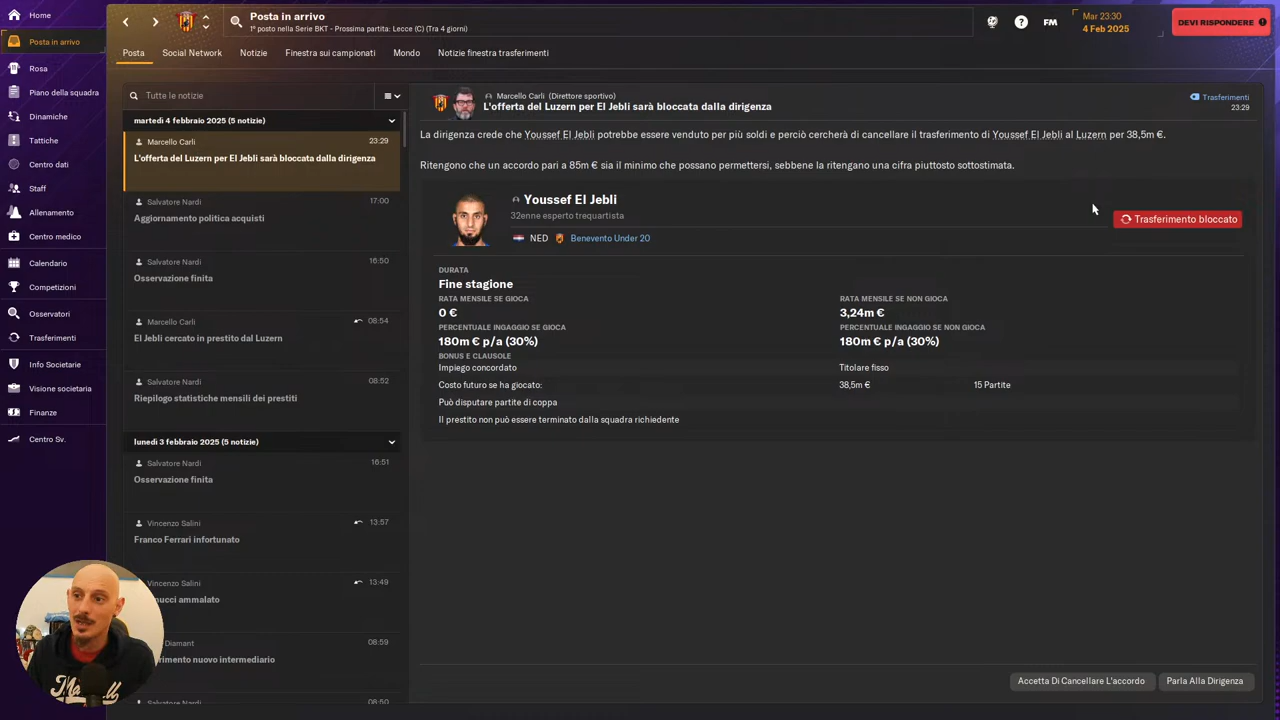 Home
Posta in arrivo
Rosa
Piano della squadra
Dinamiche
Tattiche
Centro dati
Staff
Allenamento
Centro medico
Calendario
Competizioni
Osservatori
Trasferimenti
Info Societarie
Visione societaria
Finanze
Centro Sv.
Posta in arrivo
1° posto nella Serie BKT - Prossima partita: Lecce (C) (Tra 4 giorni)
FM
Mar 23:30
4 Feb 2025
DEVI RISPONDERE
Posta
Social Network
Notizie
Finestra sui campionati
Mondo
Notizie finestra trasferimenti
Tutte le notizie
martedì 4 febbraio 2025 (5 notizie)
Marcello Carli 23:29
L'offerta del Luzern per El Jebli sarà bloccata dalla dirigenza
Salvatore Nardi 17:00
Aggiornamento politica acquisti
Salvatore Nardi 16:50
Osservazione finita
Marcello Carli 08:54
El Jebli cercato in prestito dal Luzern
Salvatore Nardi 08:52
Riepilogo statistiche mensili dei prestiti
lunedì 3 febbraio 2025 (5 notizie)
Salvatore Nardi 16:51
Osservazione finita
Vincenzo Salini 13:57
Franco Ferrari infortunato
Vincenzo Salini 13:49
nucci ammalato
Diamant 08:59
rimento nuovo intermediario
Salvatore Nardi 08:50
Marcello Carli (Direttore sportivo)
L'offerta del Luzern per El Jebli sarà bloccata dalla dirigenza
Trasferimenti
23:29
La dirigenza crede che Youssef El Jebli potrebbe essere venduto per più soldi e perciò cercherà di cancellare il trasferimento di Youssef El Jebli al Luzern per 38,5m €.
Ritengono che un accordo pari a 85m € sia il minimo che possano permettersi, sebbene la ritengano una cifra piuttosto sottostimata.
Youssef El Jebli
32enne esperto trequartista
NED Benevento Under 20
Trasferimento bloccato
DURATA
Fine stagione
RATA MENSILE SE GIOCA
0 €
RATA MENSILE SE NON GIOCA
3,24m €
PERCENTUALE INGAGGIO SE GIOCA
180m € p/a (30%)
PERCENTUALE INGAGGIO SE NON GIOCA
180m € p/a (30%)
BONUS E CLAUSOLE
Impiego concordato Titolare fisso
Costo futuro se ha giocato: 38,5m € 15 Partite
Può disputare partite di coppa
Il prestito non può essere terminato dalla squadra richiedente
Accetta Di Cancellare L'accordo
Parla Alla Dirigenza